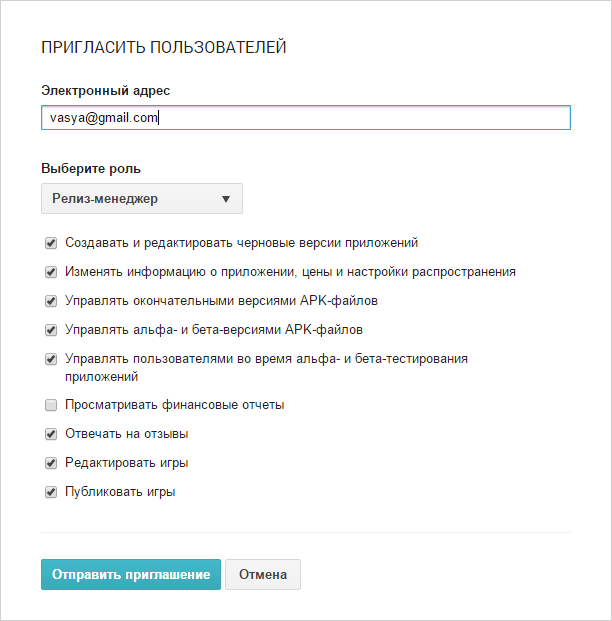 ПРИГЛАСИТЬ ПОЛЬЗОВАТЕЛЕЙ
Электронный адрес
vasya@gmail.com
Выберите роль
Релиз-менеджер
Создавать и редактировать черновые версии приложений
Изменять информацию о приложении, цены и настройки распространения
Управлять окончательными версиями APK-файлов
Управлять альфа- и бета-версиями APK-файлов
Управлять пользователями во время альфа- и бета-тестирования
приложений
Просматривать финансовые отчеты
Отвечать на отзывы
Редактировать игры
Публиковать игры
Отправить приглашение
Отмена